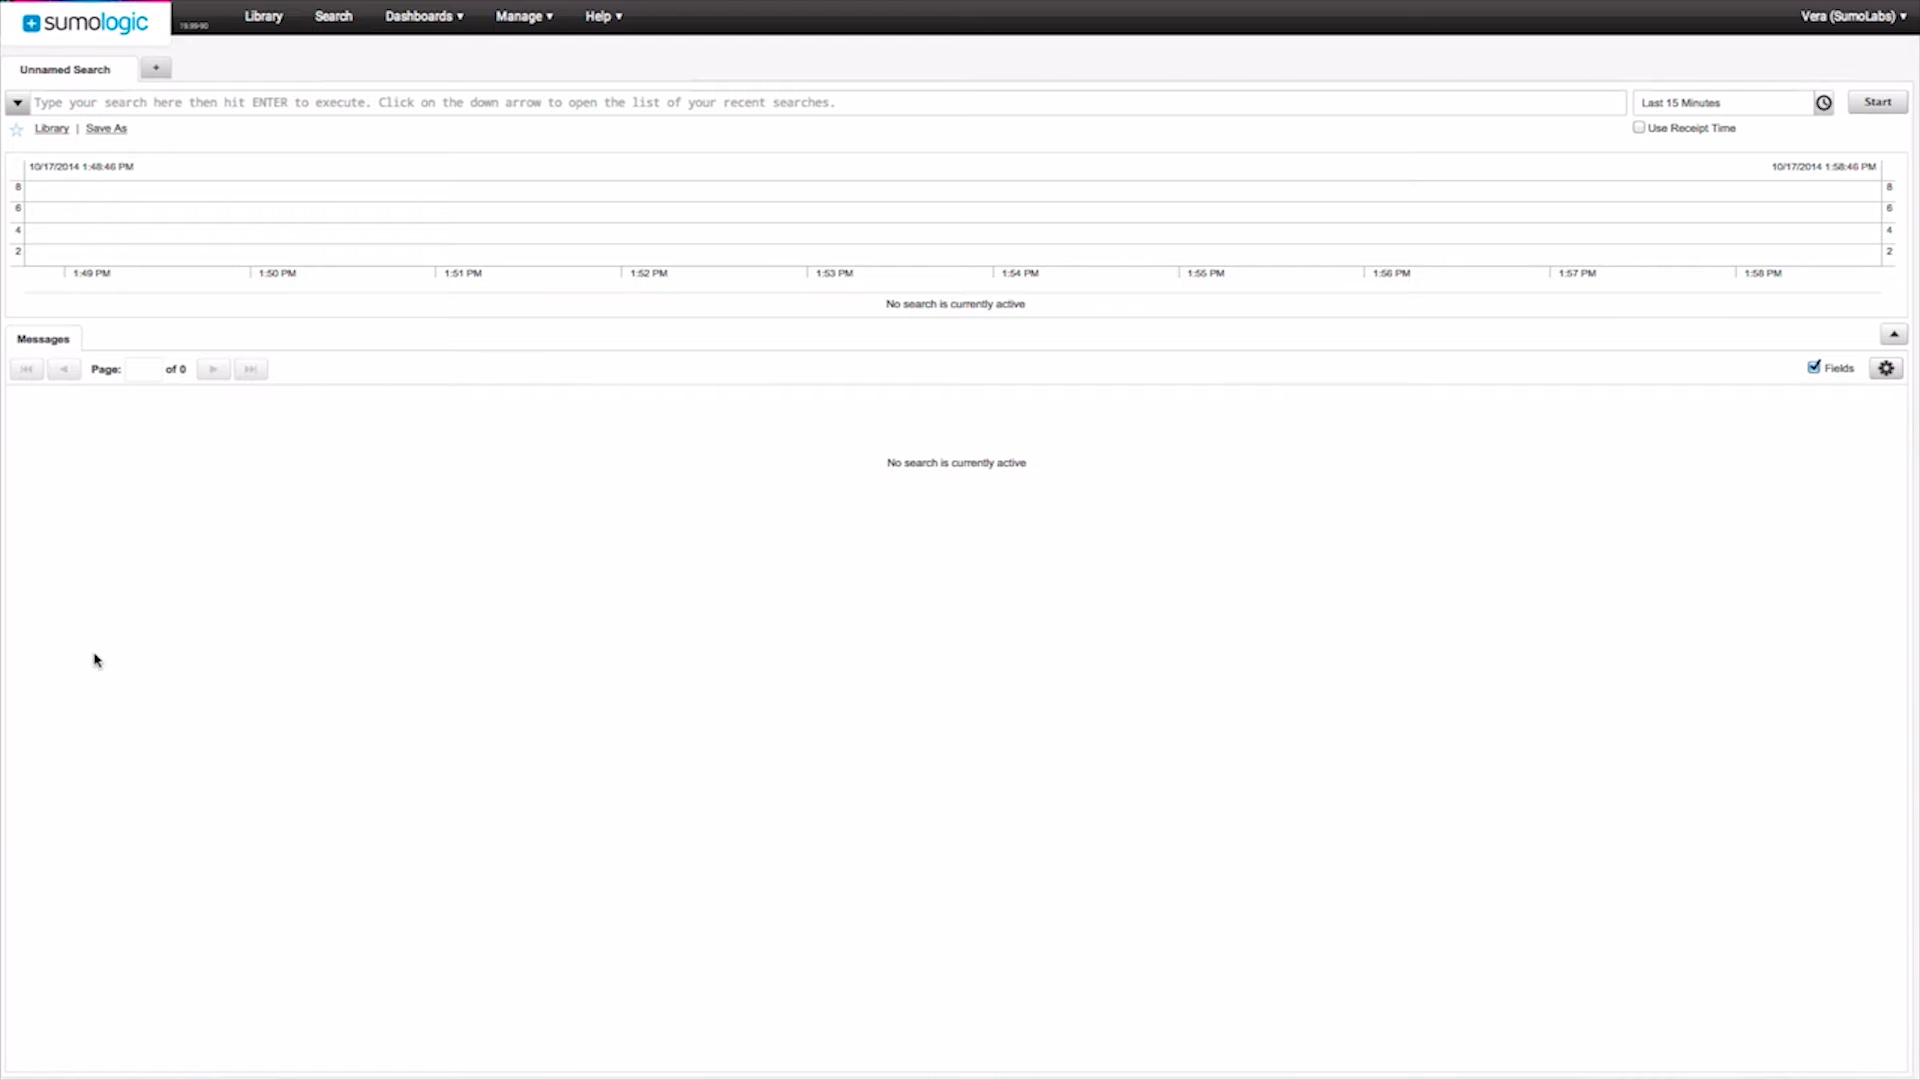 sumologic
Library Search Dashboards ▾ Manage ▾ Help ▾ Vera (SumoLabs) ▾
Unnamed Search +
Type your search here then hit ENTER to execute. Click on the down arrow to open the list of your recent searches. Last 15 Minutes Start
Library | Save As Use Receipt Time
10/17/2014 1:48:46 PM 10/17/2014 1:58:46 PM
8 8
6 6
4 4
2 2
1:49 PM 1:50 PM 1:51 PM 1:52 PM 1:53 PM 1:54 PM 1:55 PM 1:56 PM 1:57 PM 1:58 PM
No search is currently active
Messages
Page: of 0 Fields
No search is currently active